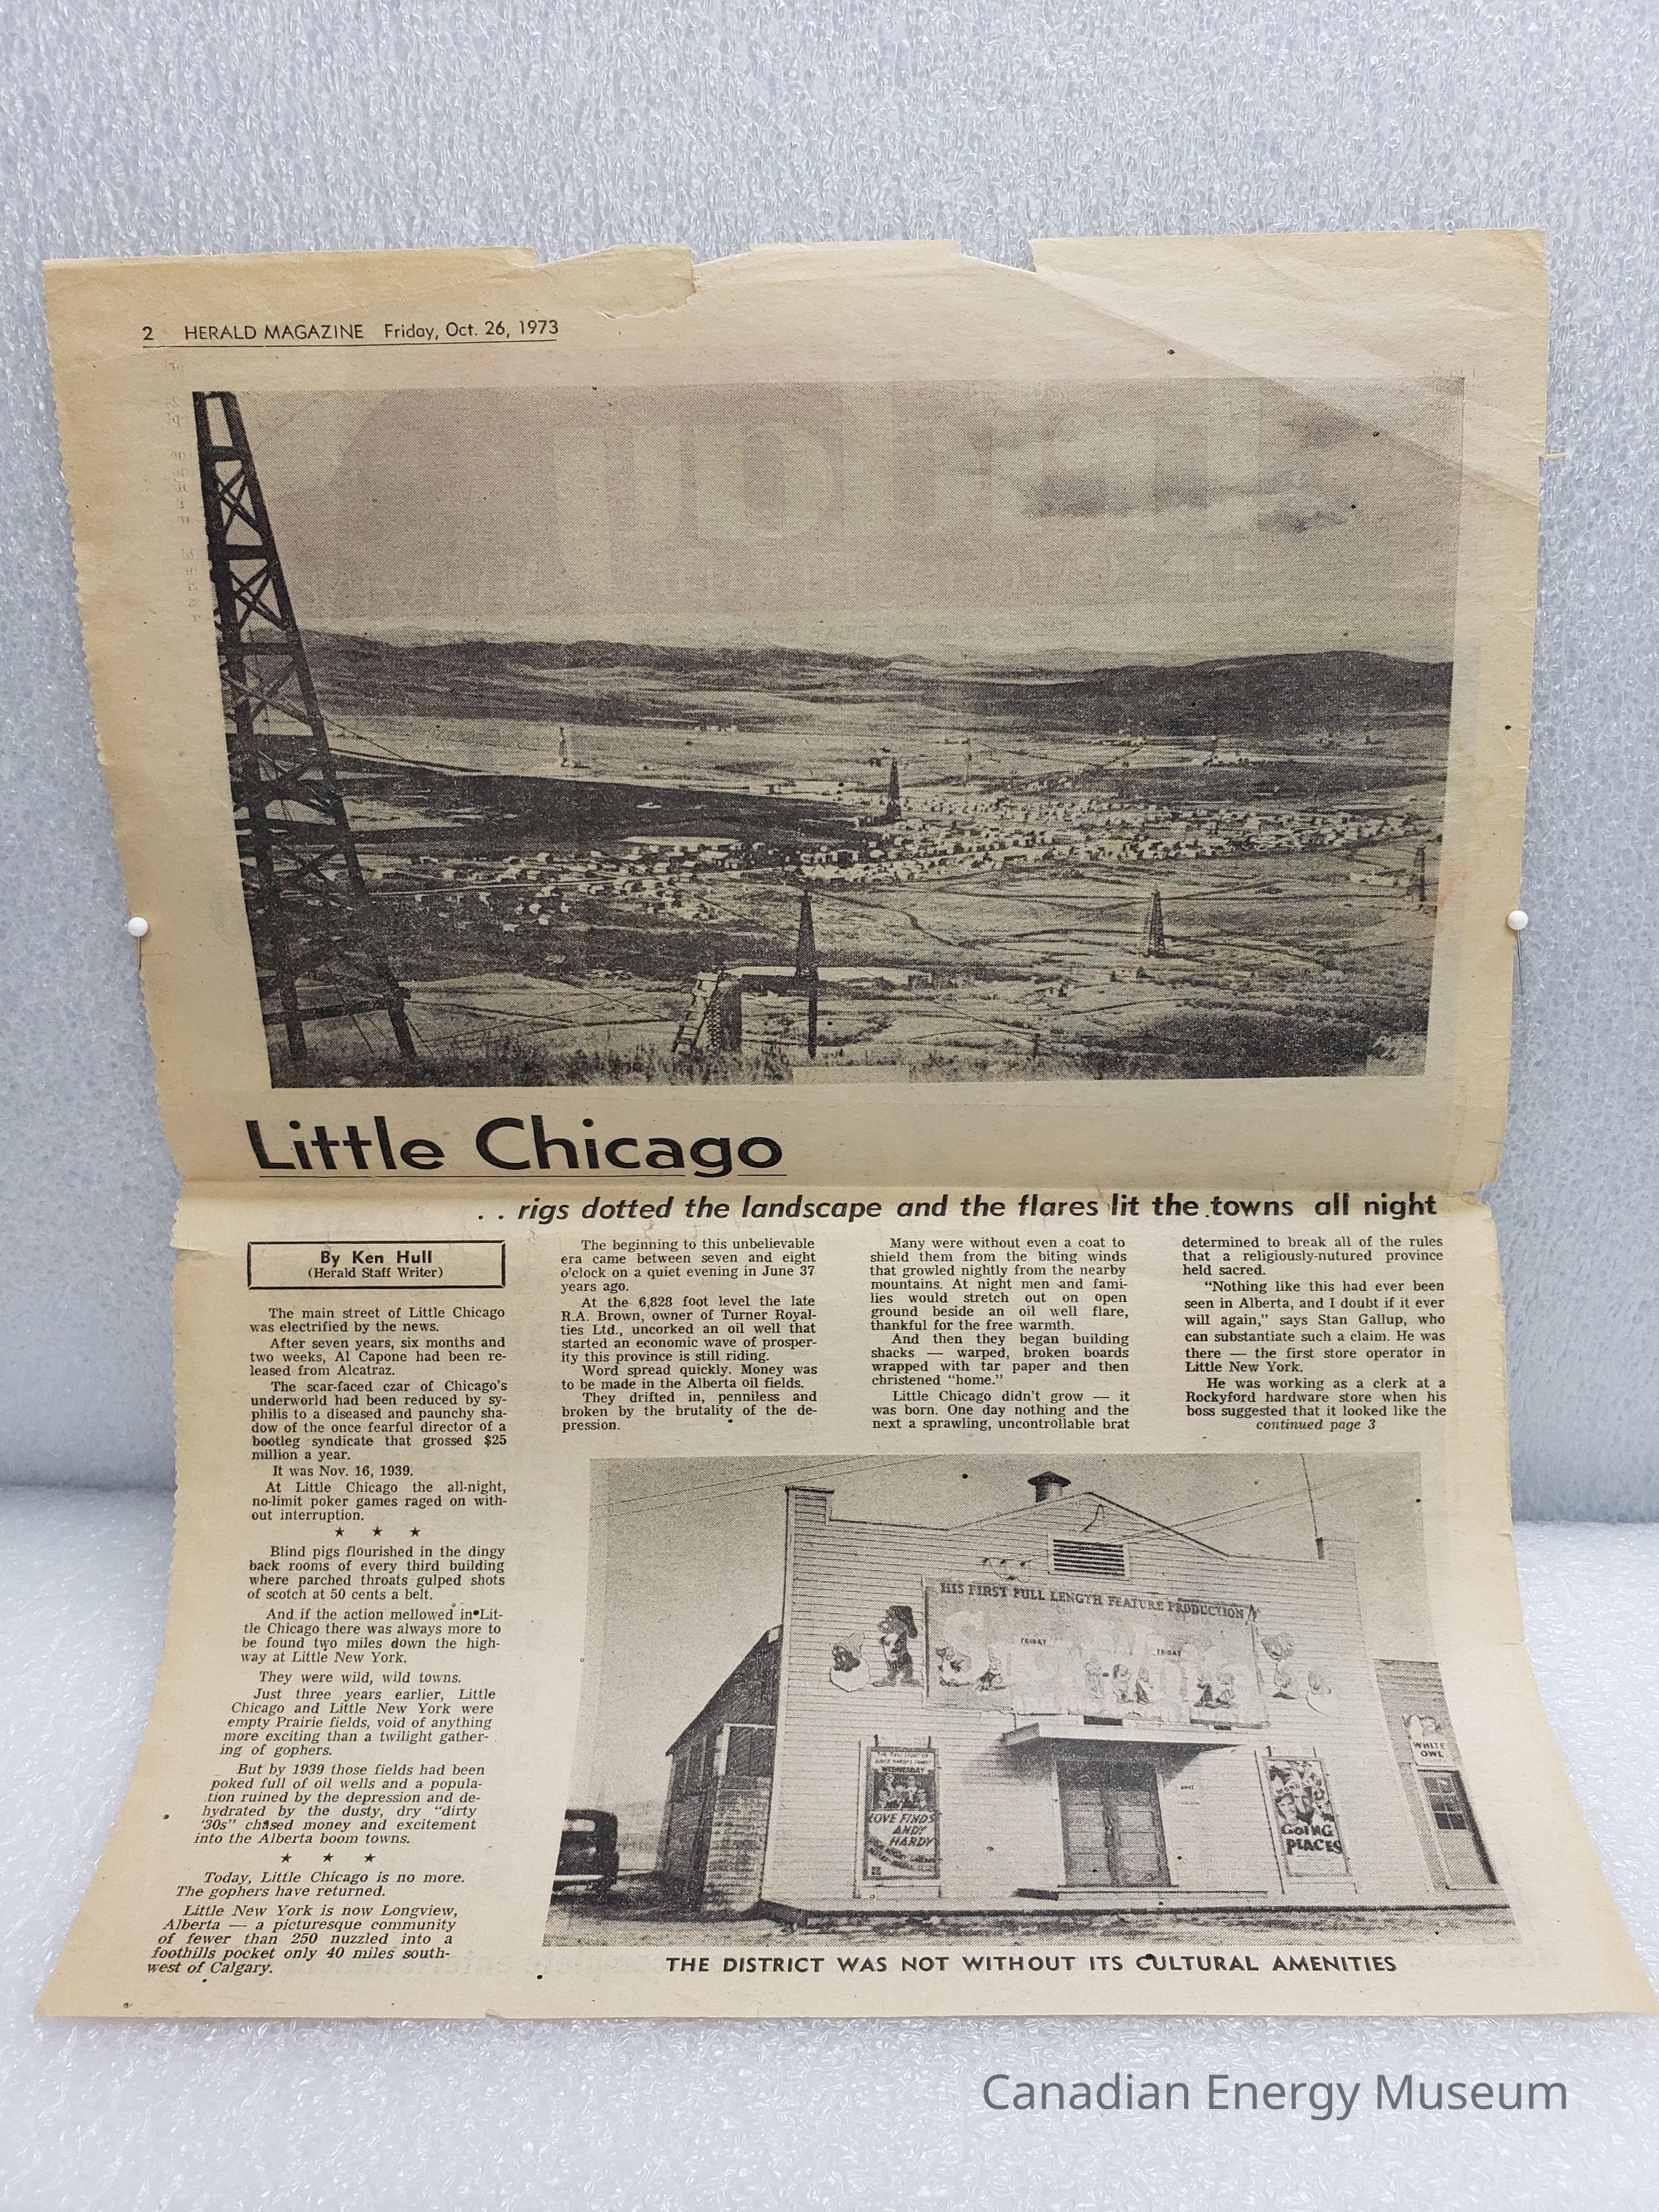 2 HERALD MAGAZINE Friday, Oct. 26, 1973
Little Chicago
. . rigs dotted the landscape and the flares lit the towns all night
By Ken Hull
(Herald Staff Writer)
The main street of Little Chicago
was electrified by the news.
After seven years, six months and
two weeks, Al Capone had been re-
leased from Alcatraz.
The scar-faced czar of Chicago's
underworld had been reduced by sy-
philis to a diseased and paunchy sha-
dow of the once fearful director of a
bootleg syndicate that grossed $25
million a year.
It was Nov. 16, 1939.
At Little Chicago the all-night,
no-limit poker games raged on with-
out interruption.
★ ★ ★
Blind pigs flourished in the dingy
back rooms of every third building
where parched throats gulped shots
of scotch at 50 cents a belt.
And if the action mellowed in Lit-
tle Chicago there was always more to
be found two miles down the high-
way at Little New York.
They were wild, wild towns.
Just three years earlier, Little
Chicago and Little New York were
empty Prairie fields, void of anything
more exciting than a twilight gather-
ing of gophers.
But by 1939 those fields had been
poked full of oil wells and a popula-
tion ruined by the depression and de-
hydrated by the dusty, dry "dirty
'30s" chased money and excitement
into the Alberta boom towns.
★ ★ ★
Today, Little Chicago is no more.
The gophers have returned.
Little New York is now Longview,
Alberta — a picturesque community
of fewer than 250 nuzzled into a
foothills pocket only 40 miles south-
west of Calgary.
The beginning to this unbelievable
era came between seven and eight
o'clock on a quiet evening in June 37
years ago.
At the 6,828 foot level the late
R.A. Brown, owner of Turner Royal-
ties Ltd., uncorked an oil well that
started an economic wave of prosper-
ity this province is still riding.
Word spread quickly. Money was
to be made in the Alberta oil fields.
They drifted in, penniless and
broken by the brutality of the de-
pression.
Many were without even a coat to
shield them from the biting winds
that growled nightly from the nearby
mountains. At night men and fami-
lies would stretch out on open
ground beside an oil well flare,
thankful for the free warmth.
And then they began building
shacks — warped, broken boards
wrapped with tar paper and then
christened "home."
Little Chicago didn't grow — it
was born. One day nothing and the
next a sprawling, uncontrollable brat
determined to break all of the rules
that a religiously-nutured province
held sacred.
"Nothing like this had ever been
seen in Alberta, and I doubt if it ever
will again," says Stan Gallup, who
can substantiate such a claim. He was
there — the first store operator in
Little New York.
He was working as a clerk at a
Rockyford hardware store when his
boss suggested that it looked like the
continued page 3
HIS FIRST FULL LENGTH FEATURE PRODUCTION
Snow White
FRIDAY
FRIDAY
WEDNESDAY
LOVE FINDS
ANDY
HARDY
GOING
PLACES
WHITE
OWL
THE DISTRICT WAS NOT WITHOUT ITS CULTURAL AMENITIES
Canadian Energy Museum